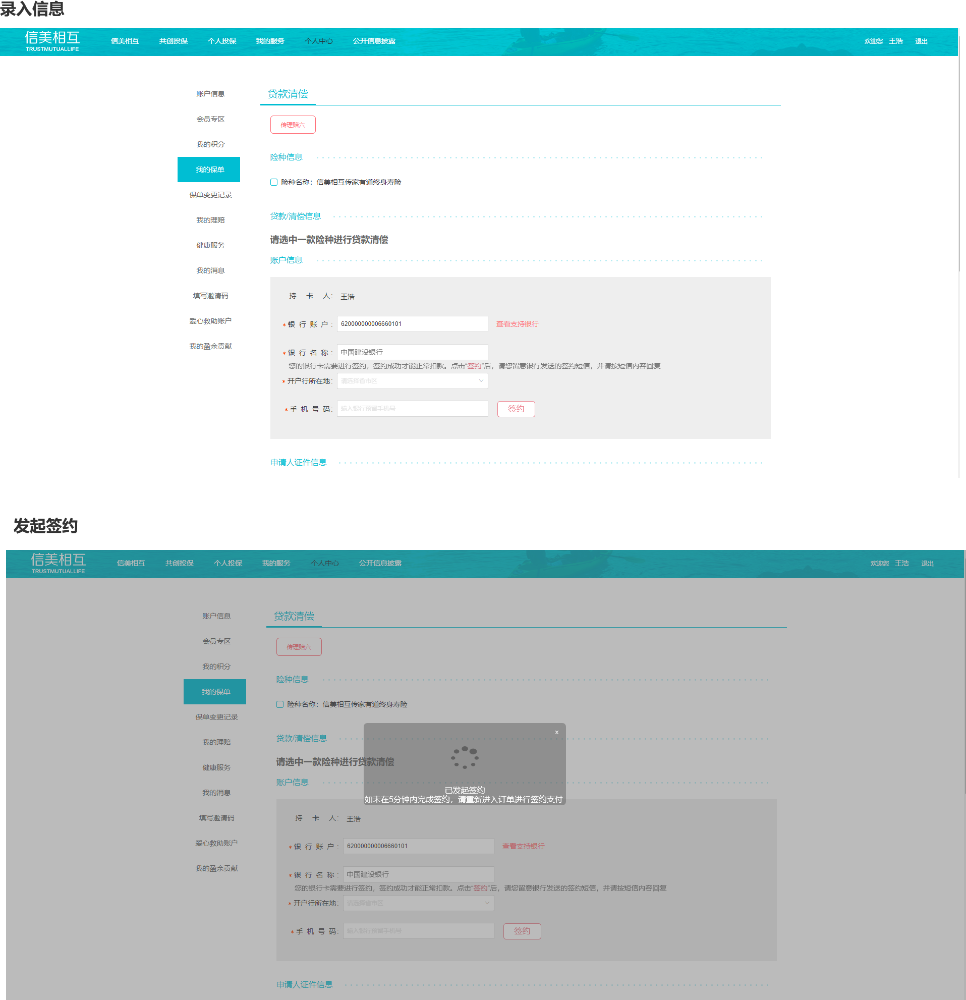 录入信息
信美相互
TRUSTMUTUALLIFE
信美相互 共创投保 个人投保 我的服务 个人中心 公开信息披露 欢迎您 王浩 退出
账户信息
会员专区
我的积分
我的保单
保单变更记录
我的理赔
健康服务
我的消息
填写邀请码
爱心救助账户
我的盈余贡献
贷款清偿
传理赔六
险种信息
险种名称：信美相互传家有道终身寿险
贷款/清偿信息
请选中一款险种进行贷款清偿
账户信息
持 卡 人： 王浩
* 银 行 账 户： 620000000006660101 查看支持银行
* 银 行 名 称： 中国建设银行
您的银行卡需要进行签约，签约成功才能正常扣款。点击“签约”后，请您留意银行发送的签约短信，并请按短信内容回复
* 开户行所在地： 请选择省市区
* 手 机 号 码： 输入银行预留手机号 签约
申请人证件信息
发起签约
信美相互
TRUSTMUTUALLIFE
信美相互 共创投保 个人投保 我的服务 个人中心 公开信息披露 欢迎您 王浩 退出
账户信息
会员专区
我的积分
我的保单
保单变更记录
我的理赔
健康服务
我的消息
填写邀请码
爱心救助账户
我的盈余贡献
贷款清偿
传理赔六
险种信息
险种名称：信美相互传家有道终身寿险
贷款/清偿信息
×
请选中一款险种进行贷款清偿
账户信息
已发起签约
如未在5分钟内完成签约，请重新进入订单进行签约支付
持 卡 人： 王浩
* 银 行 账 户： 620000000006660101 查看支持银行
* 银 行 名 称： 中国建设银行
您的银行卡需要进行签约，签约成功才能正常扣款。点击“签约”后，请您留意银行发送的签约短信，并请按短信内容回复
* 开户行所在地： 请选择省市区
* 手 机 号 码： 输入银行预留手机号 签约
申请人证件信息